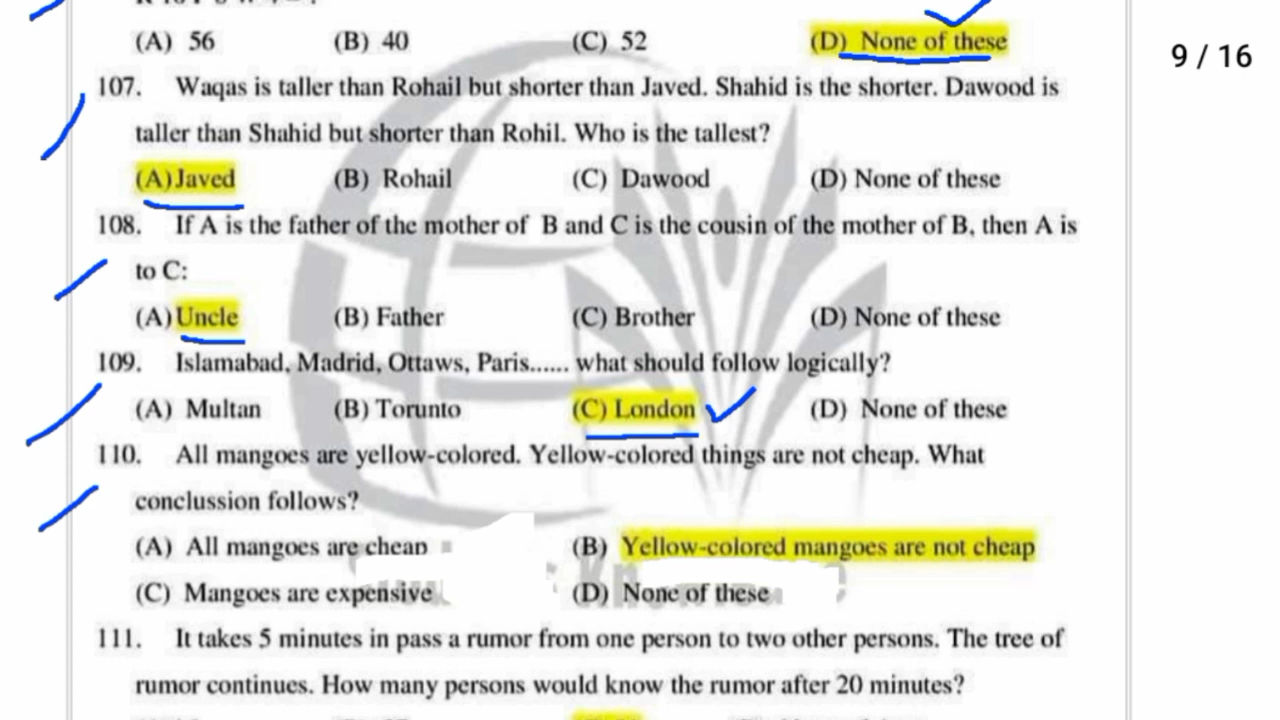 (A) 56 (B) 40 (C) 52 (D) None of these
9 / 16
107. Waqas is taller than Rohail but shorter than Javed. Shahid is the shorter. Dawood is
taller than Shahid but shorter than Rohil. Who is the tallest?
(A) Javed (B) Rohail (C) Dawood (D) None of these
108. If A is the father of the mother of B and C is the cousin of the mother of B, then A is
to C:
(A) Uncle (B) Father (C) Brother (D) None of these
109. Islamabad, Madrid, Ottaws, Paris...... what should follow logically?
(A) Multan (B) Torunto (C) London (D) None of these
110. All mangoes are yellow-colored. Yellow-colored things are not cheap. What
conclussion follows?
(A) All mangoes are cheap (B) Yellow-colored mangoes are not cheap
(C) Mangoes are expensive (D) None of these
111. It takes 5 minutes in pass a rumor from one person to two other persons. The tree of
rumor continues. How many persons would know the rumor after 20 minutes?